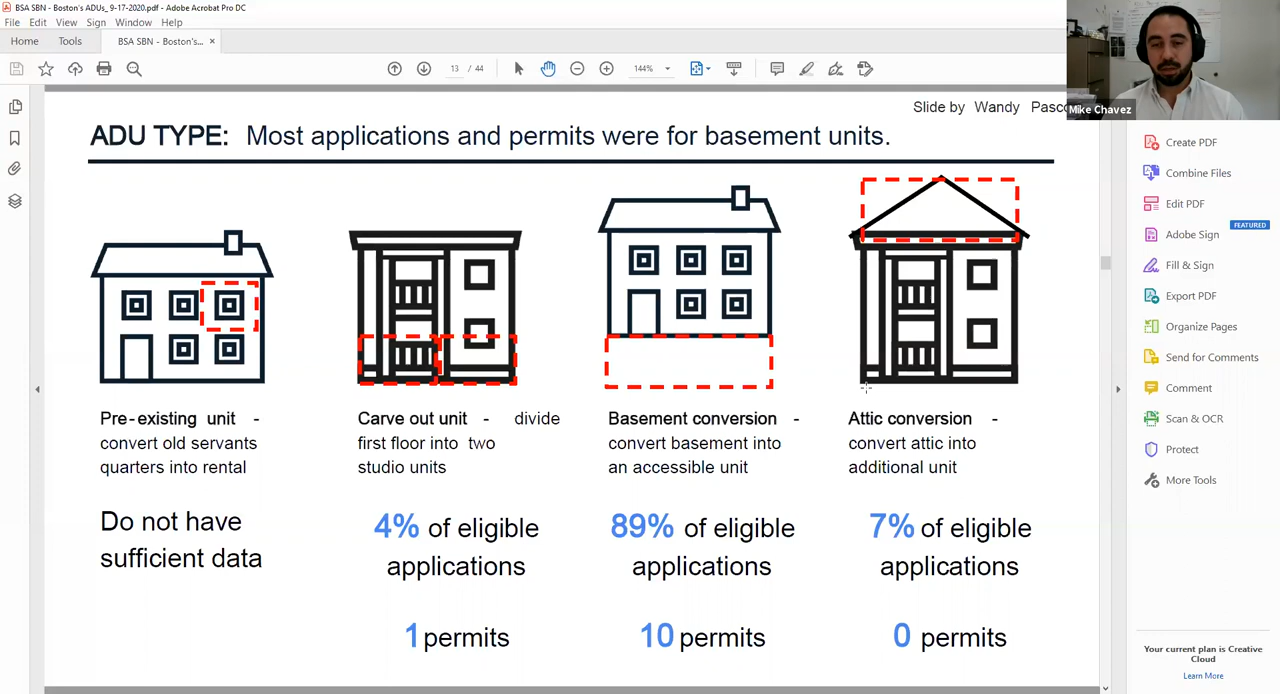 BSA SBN - Boston's ADUs_ 9-17-2020.pdf - Adobe Acrobat Pro DC
File Edit View Sign Window Help
Home Tools BSA SBN - Boston's... ×
13 / 44 144%
Mike Chavez
Slide by Wandy Pasc
ADU TYPE: Most applications and permits were for basement units.
Pre-existing unit -
convert old servants
quarters into rental
Do not have
sufficient data
Carve out unit - divide
first floor into two
studio units
4% of eligible
applications
1 permits
Basement conversion -
convert basement into
an accessible unit
89% of eligible
applications
10 permits
Attic conversion -
convert attic into
additional unit
7% of eligible
applications
0 permits
Create PDF
Combine Files
Edit PDF
FEATURED
Adobe Sign
Fill & Sign
Export PDF
Organize Pages
Send for Comments
Comment
Scan & OCR
Protect
More Tools
Your current plan is Creative
Cloud
Learn More